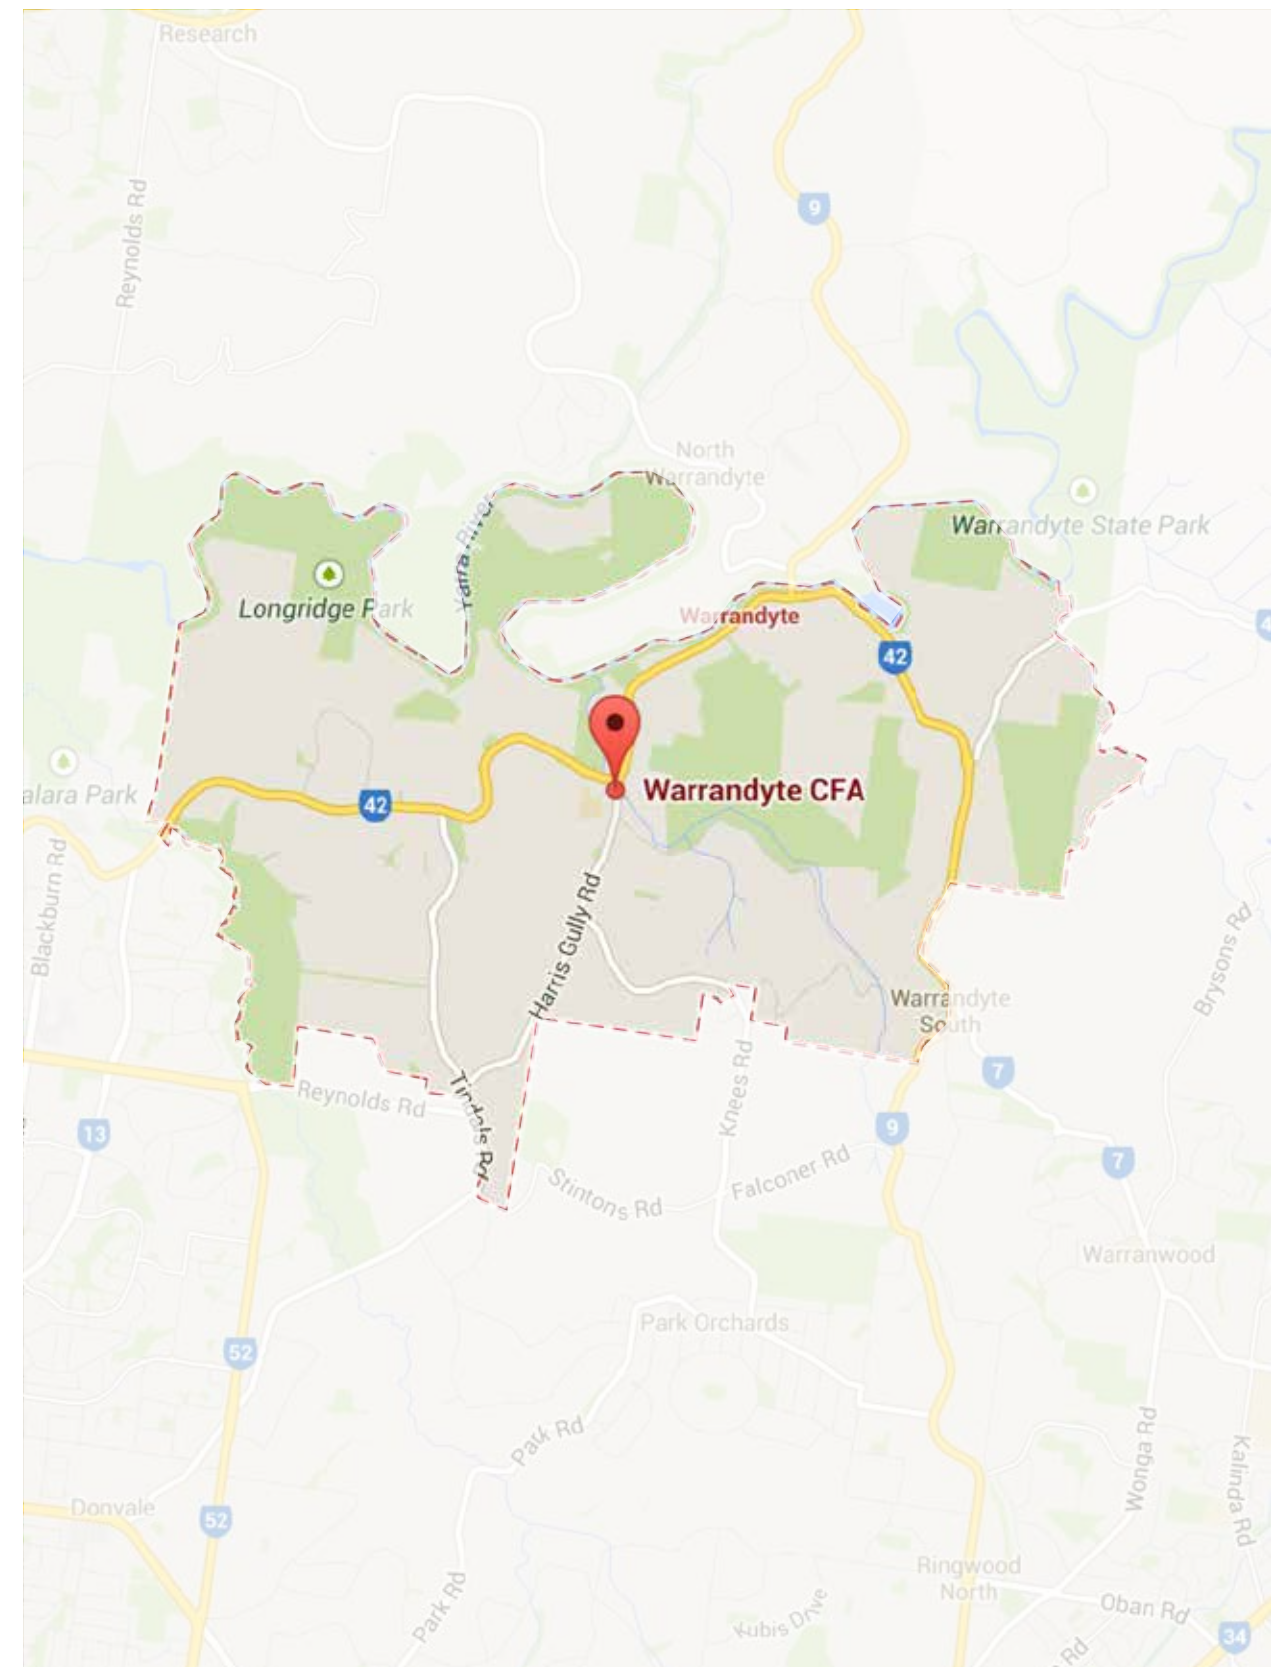 Research
Reynolds Rd
9
North
Warrandyte
Warrandyte State Park
Yarra River
Longridge Park
Warrandyte
4
42
Warrandyte CFA
alara Park
42
Blackburn Rd
Harris Gully Rd
Brysons Rd
Warrandyte
South
7
Knees Rd
Reynolds Rd
Tindals Rd
13
9
7
Falconer Rd
Stintons Rd
Warranwood
Park Orchards
52
Park Rd
Wonga Rd
Kalinda Rd
Donvale
52
Ringwood
North
Park Rd
Kubis Drive
Oban Rd
34
Rd